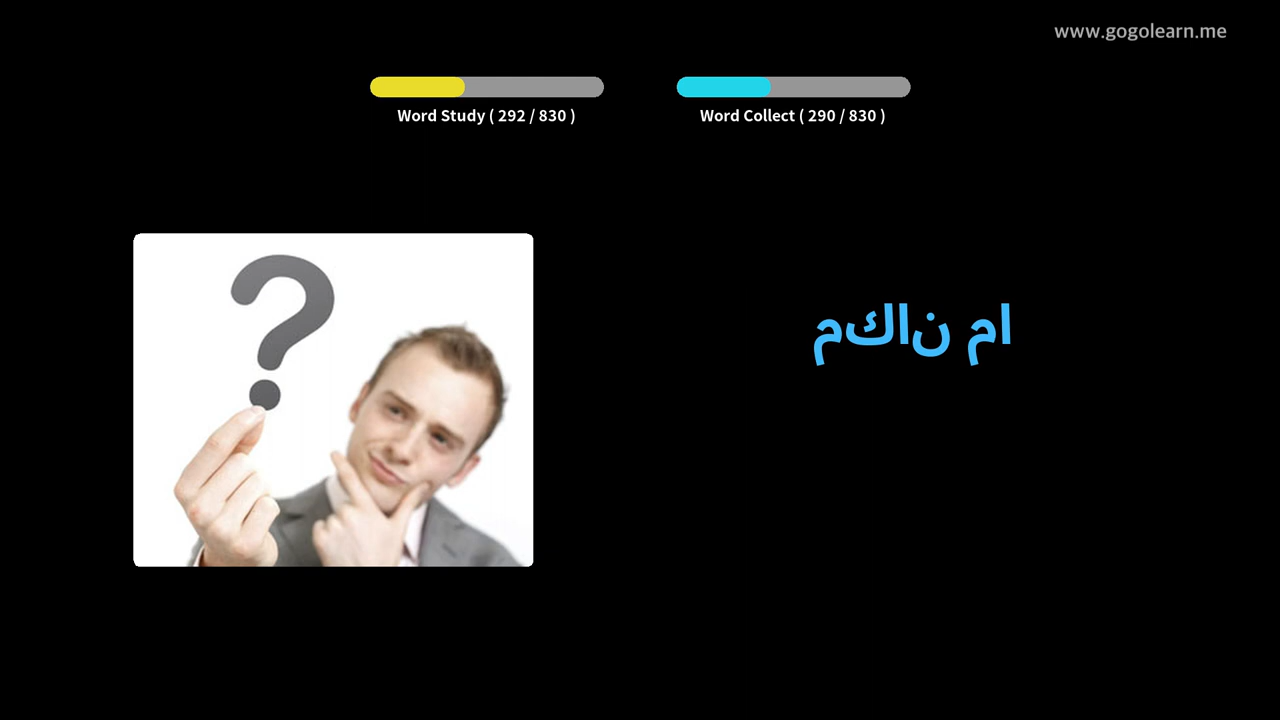 www.gogolearn.me
Word Study ( 292 / 830 )
Word Collect ( 290 / 830 )
?
مكان ما